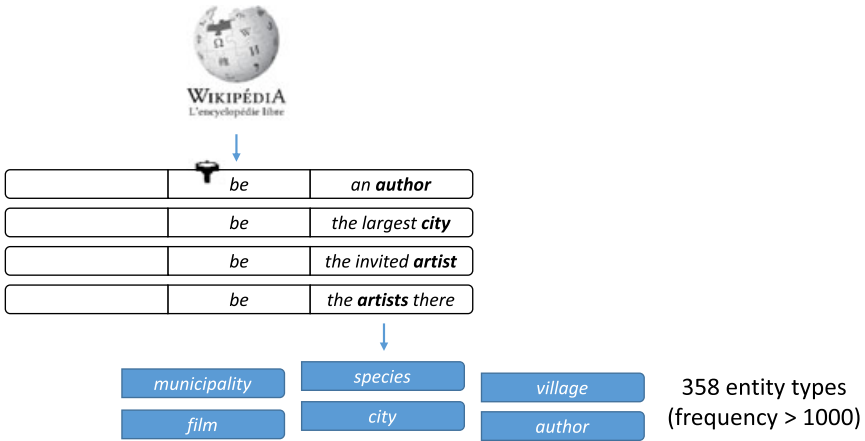 WIKIPÉDIA
L'encyclopédie libre
be an author
be the largest city
be the invited artist
be the artists there
municipality species village
film city author
358 entity types
(frequency > 1000)